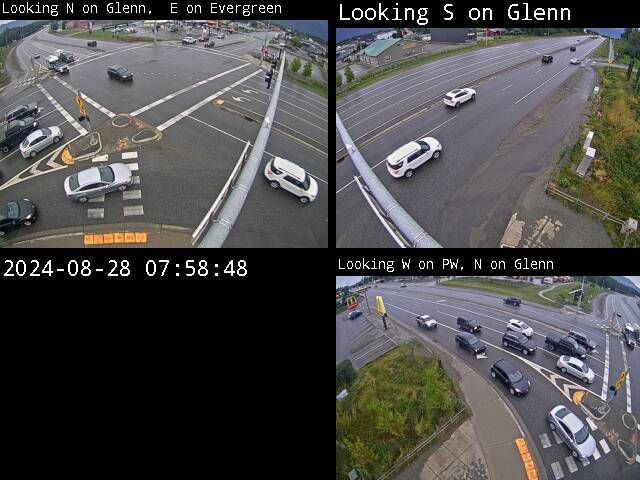 Looking N on Glenn,  E on Evergreen
Looking S on Glenn
2024-08-28 07:58:48
Looking W on PW, N on Glenn